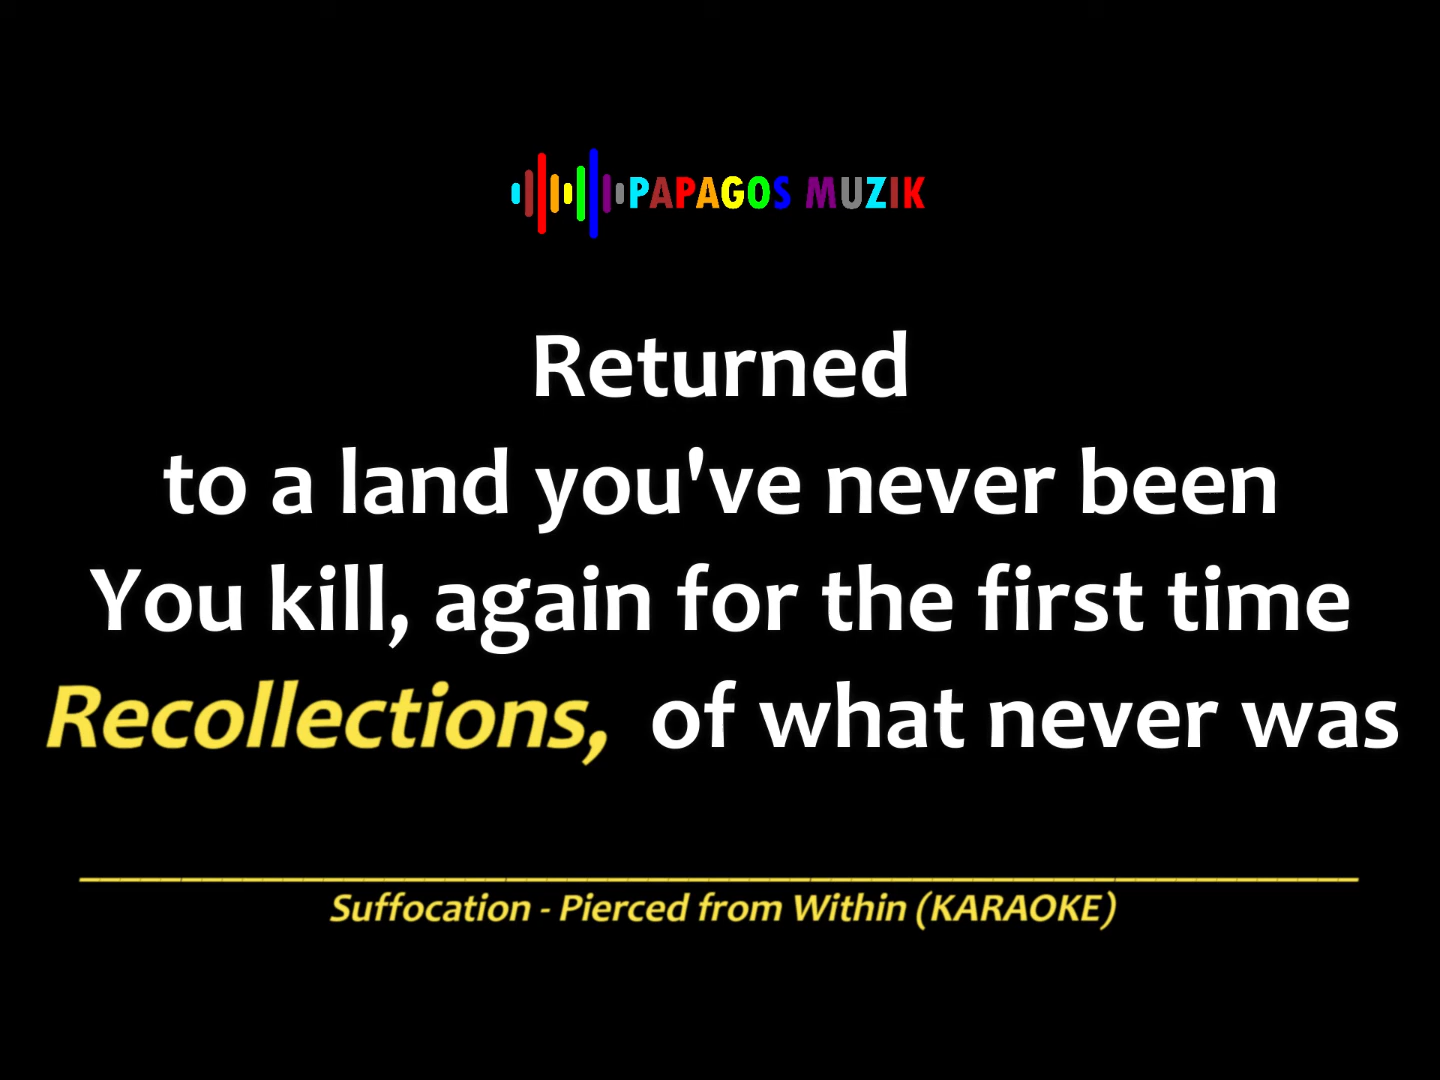 PAPAGOS MUZIK
Returned
to a land you've never been
You kill, again for the first time
Recollections, of what never was
Suffocation - Pierced from Within (KARAOKE)